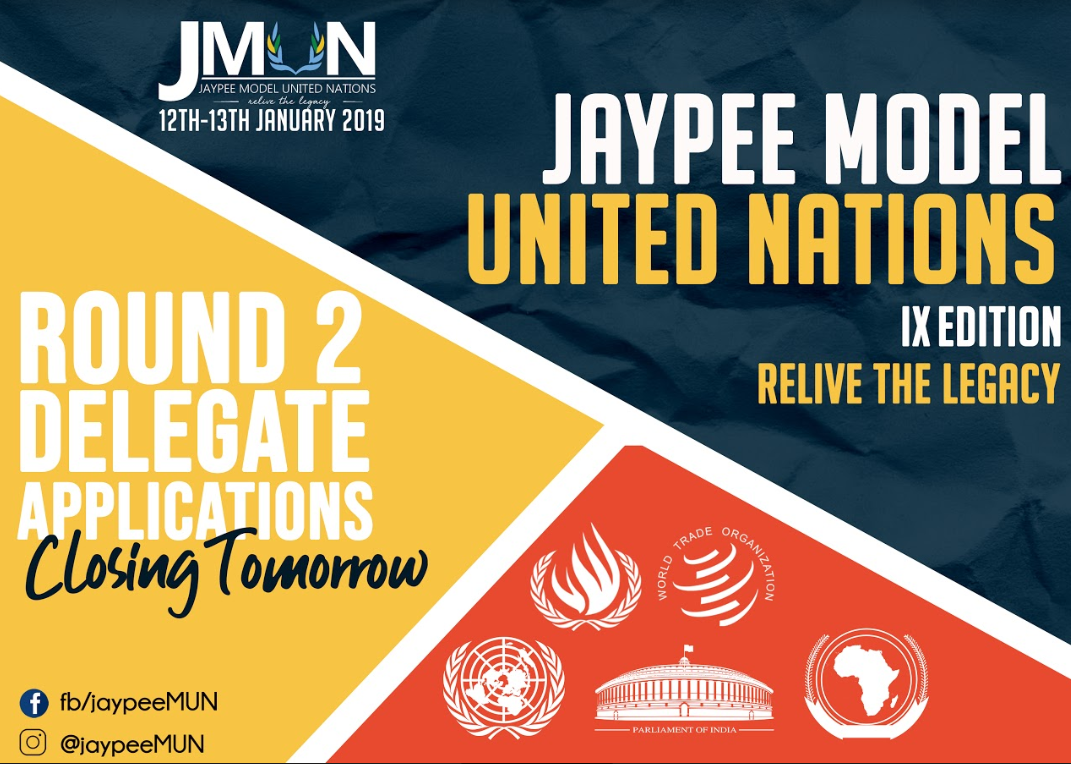 JMUN
JAYPEE MODEL UNITED NATIONS
relive the legacy
12TH-13TH JANUARY 2019
JAYPEE MODEL
UNITED NATIONS
IX EDITION
RELIVE THE LEGACY
ROUND 2
DELEGATE
APPLICATIONS
Closing Tomorrow
WORLD TRADE ORGANIZATION
PARLIAMENT OF INDIA
fb/jaypeeMUN
@jaypeeMUN